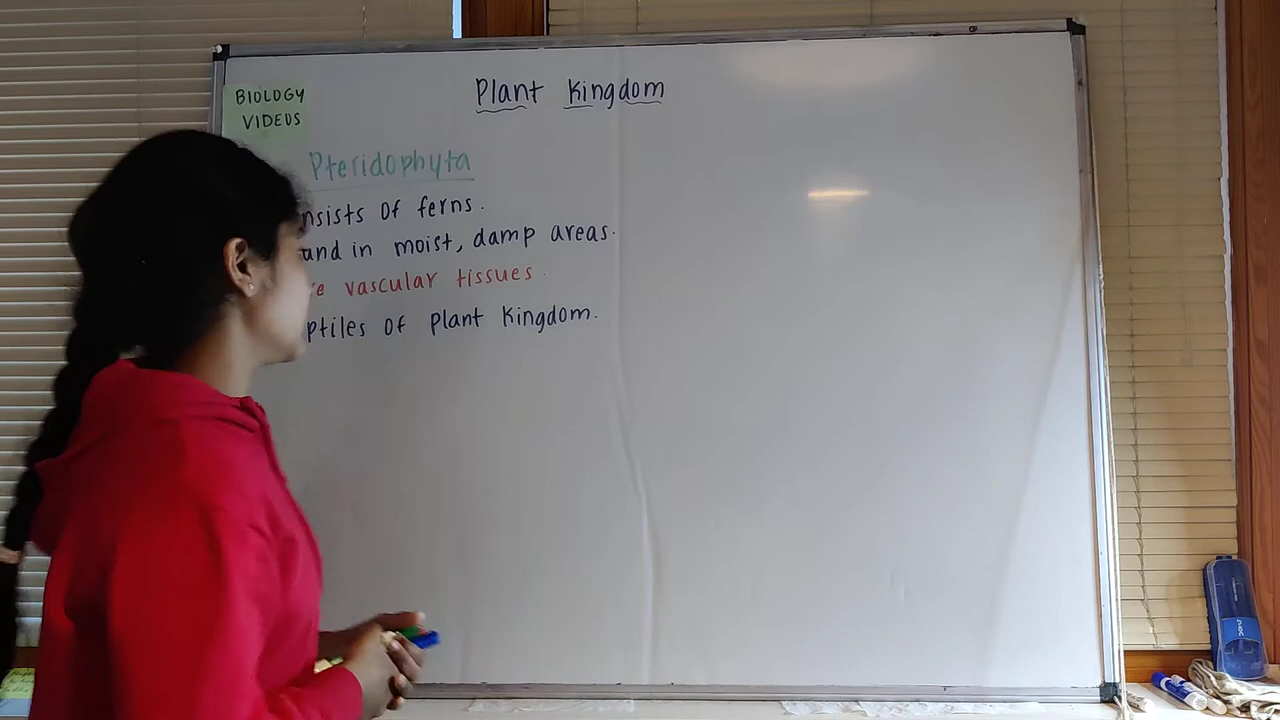 Plant Kingdom
BIOLOGY
VIDEOS
Pteridophyta
nsists of ferns.
und in moist, damp areas.
e vascular tissues.
ptiles of plant kingdom.